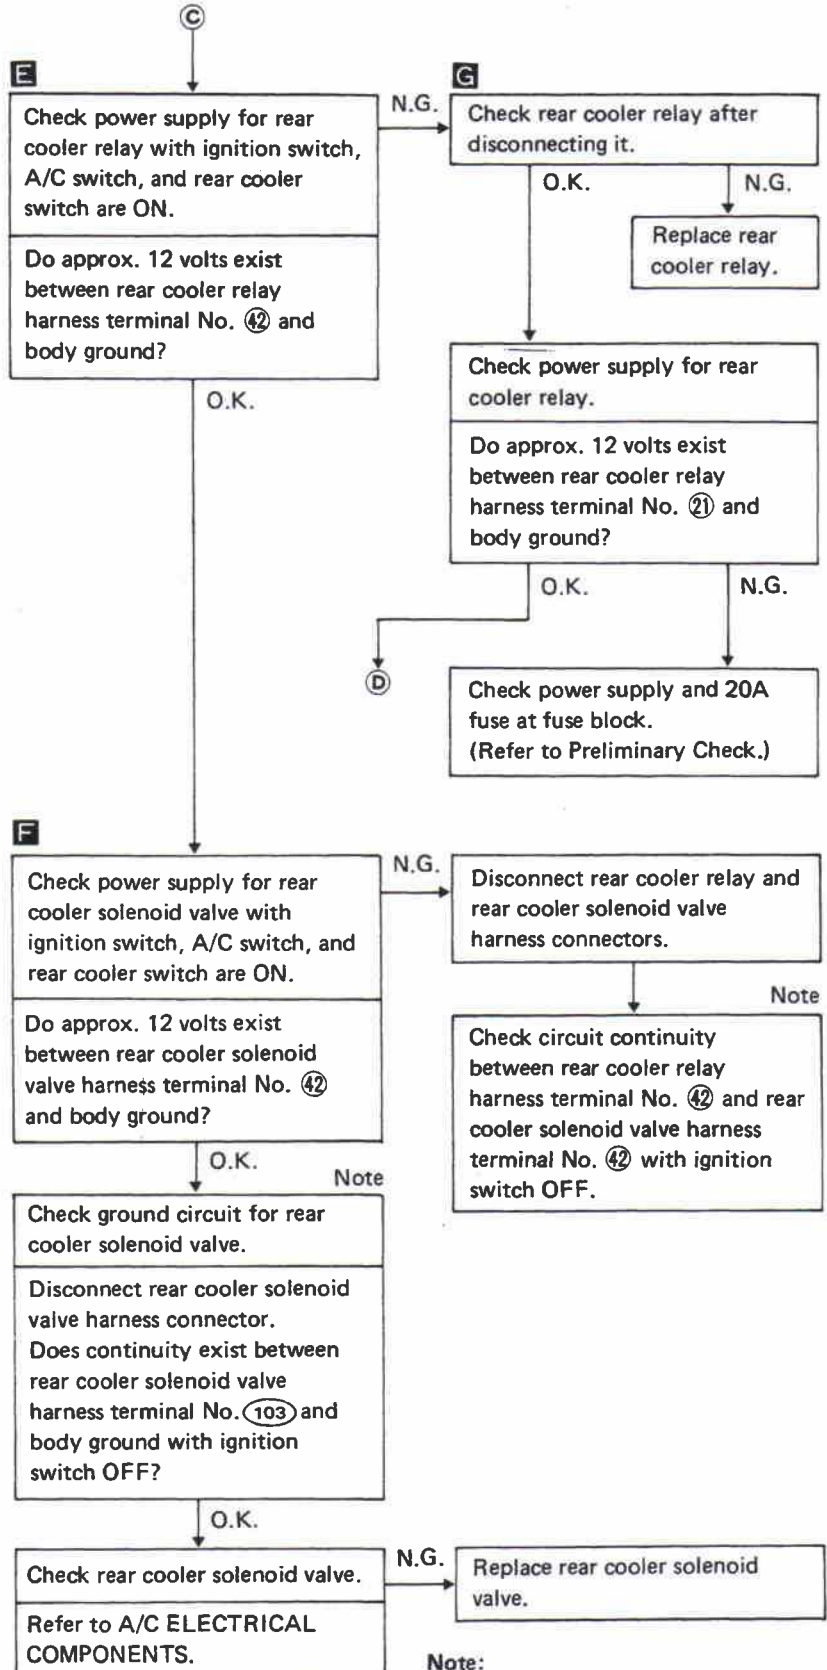 C
E
Check power supply for rear
cooler relay with ignition switch,
A/C switch, and rear cooler
switch are ON.
Do approx. 12 volts exist
between rear cooler relay
harness terminal No. 42 and
body ground?
N.G.
G
Check rear cooler relay after
disconnecting it.
O.K.
N.G.
Replace rear
cooler relay.
O.K.
Check power supply for rear
cooler relay.
Do approx. 12 volts exist
between rear cooler relay
harness terminal No. 21 and
body ground?
O.K.
N.G.
D
Check power supply and 20A
fuse at fuse block.
(Refer to Preliminary Check.)
F
Check power supply for rear
cooler solenoid valve with
ignition switch, A/C switch, and
rear cooler switch are ON.
Do approx. 12 volts exist
between rear cooler solenoid
valve harness terminal No. 42
and body ground?
N.G.
Disconnect rear cooler relay and
rear cooler solenoid valve
harness connectors.
Note
Check circuit continuity
between rear cooler relay
harness terminal No. 42 and rear
cooler solenoid valve harness
terminal No. 42 with ignition
switch OFF.
O.K.
Note
Check ground circuit for rear
cooler solenoid valve.
Disconnect rear cooler solenoid
valve harness connector.
Does continuity exist between
rear cooler solenoid valve
harness terminal No. 103 and
body ground with ignition
switch OFF?
O.K.
Check rear cooler solenoid valve.
Refer to A/C ELECTRICAL
COMPONENTS.
N.G.
Replace rear cooler solenoid
valve.
Note: